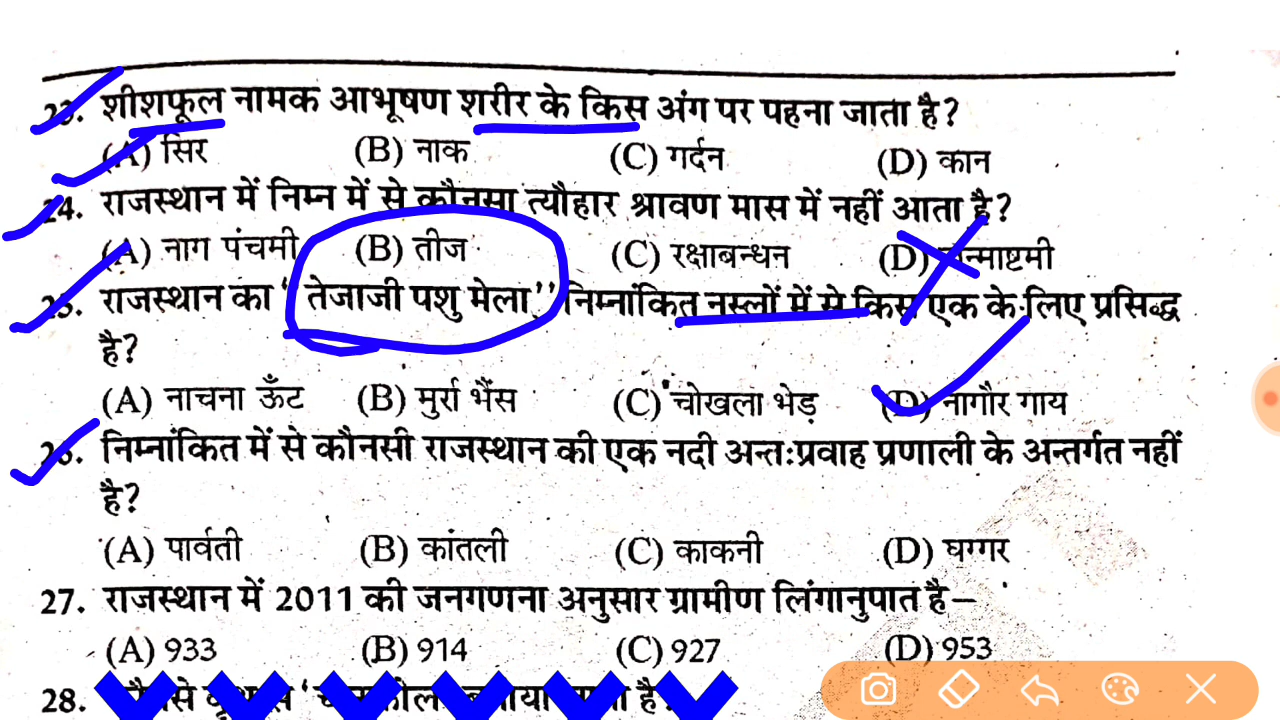 23. शीशफूल नामक आभूषण शरीर के किस अंग पर पहना जाता है?
(A) सिर (B) नाक (C) गर्दन (D) कान
24. राजस्थान में निम्न में से कौनसा त्यौहार श्रावण मास में नहीं आता है?
(A) नाग पंचमी (B) तीज (C) रक्षाबन्धन (D) जन्माष्टमी
25. राजस्थान का "तेजाजी पशु मेला" निम्नांकित नस्लों में से किस एक के लिए प्रसिद्ध
है?
(A) नाचना ऊँट (B) मुर्रा भैंस (C) चोखला भेड़ (D) नागौर गाय
26. निम्नांकित में से कौनसी राजस्थान की एक नदी अन्तःप्रवाह प्रणाली के अन्तर्गत नहीं
है?
(A) पार्वती (B) कांतली (C) काकनी (D) घग्गर
27. राजस्थान में 2011 की जनगणना अनुसार ग्रामीण लिंगानुपात है–
(A) 933 (B) 914 (C) 927 (D) 953
28. है